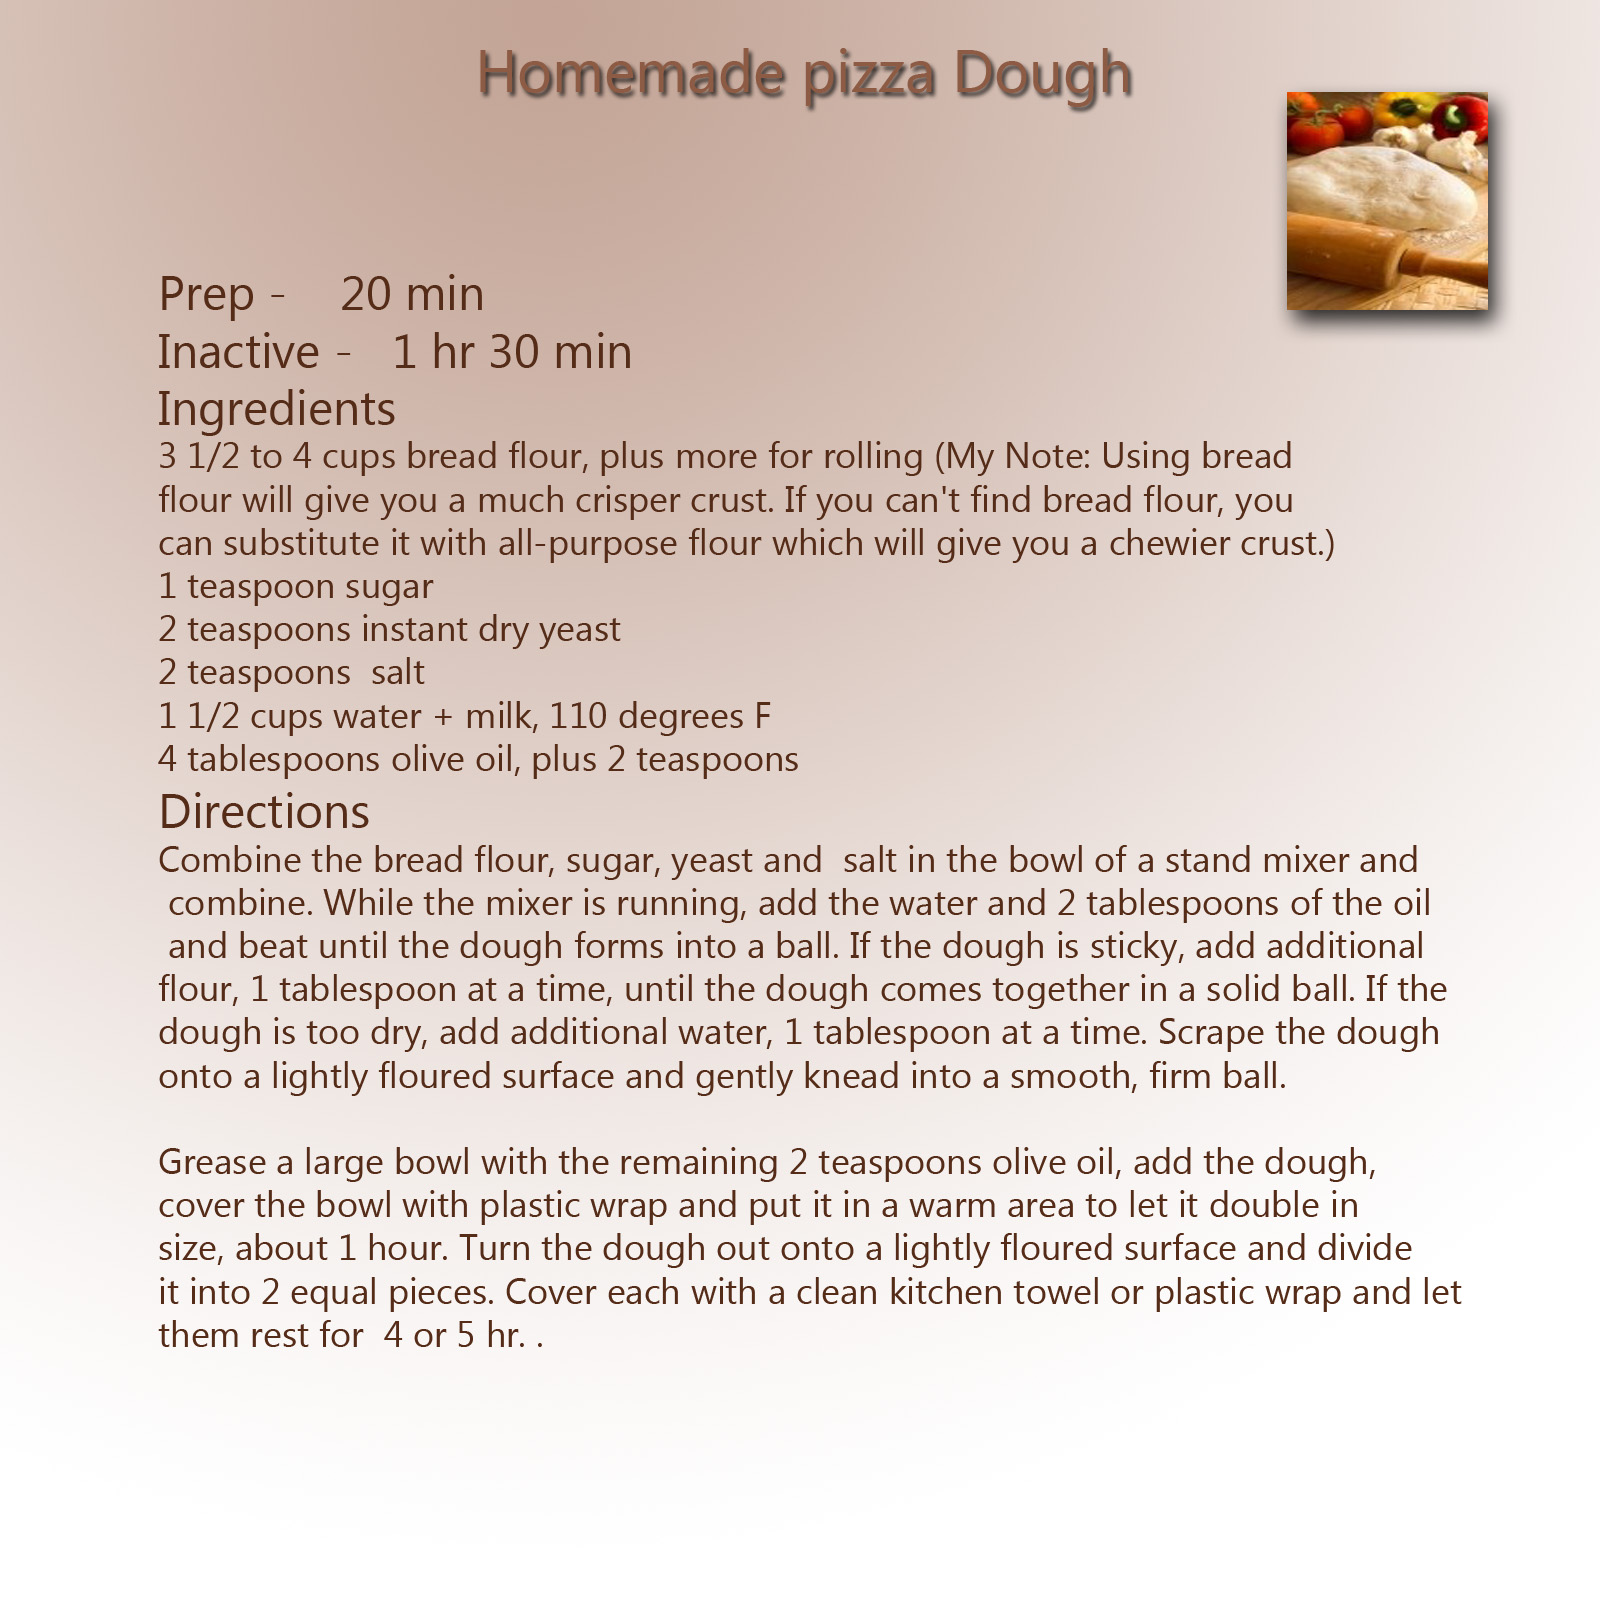 Homemade pizza Dough
Prep - 20 min
Inactive - 1 hr 30 min
Ingredients
3 1/2 to 4 cups bread flour, plus more for rolling (My Note: Using bread
flour will give you a much crisper crust. If you can't find bread flour, you
can substitute it with all-purpose flour which will give you a chewier crust.)
1 teaspoon sugar
2 teaspoons instant dry yeast
2 teaspoons salt
1 1/2 cups water + milk, 110 degrees F
4 tablespoons olive oil, plus 2 teaspoons
Directions
Combine the bread flour, sugar, yeast and salt in the bowl of a stand mixer and
combine. While the mixer is running, add the water and 2 tablespoons of the oil
and beat until the dough forms into a ball. If the dough is sticky, add additional
flour, 1 tablespoon at a time, until the dough comes together in a solid ball. If the
dough is too dry, add additional water, 1 tablespoon at a time. Scrape the dough
onto a lightly floured surface and gently knead into a smooth, firm ball.
Grease a large bowl with the remaining 2 teaspoons olive oil, add the dough,
cover the bowl with plastic wrap and put it in a warm area to let it double in
size, about 1 hour. Turn the dough out onto a lightly floured surface and divide
it into 2 equal pieces. Cover each with a clean kitchen towel or plastic wrap and let
them rest for 4 or 5 hr. .